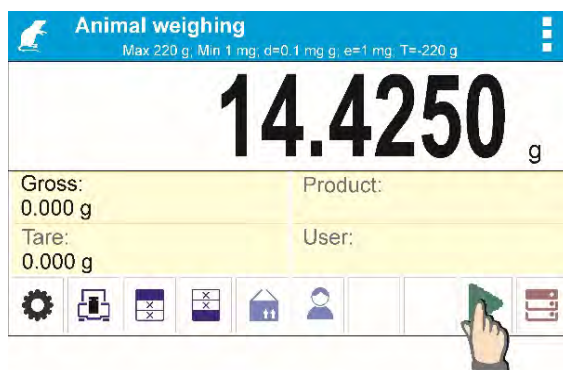 Animal weighing
Max 220 g; Min 1 mg; d=0.1 mg g; e=1 mg; T=-220 g
14.4250 g
Gross:
0.000 g
Product:
Tare:
0.000 g
User: